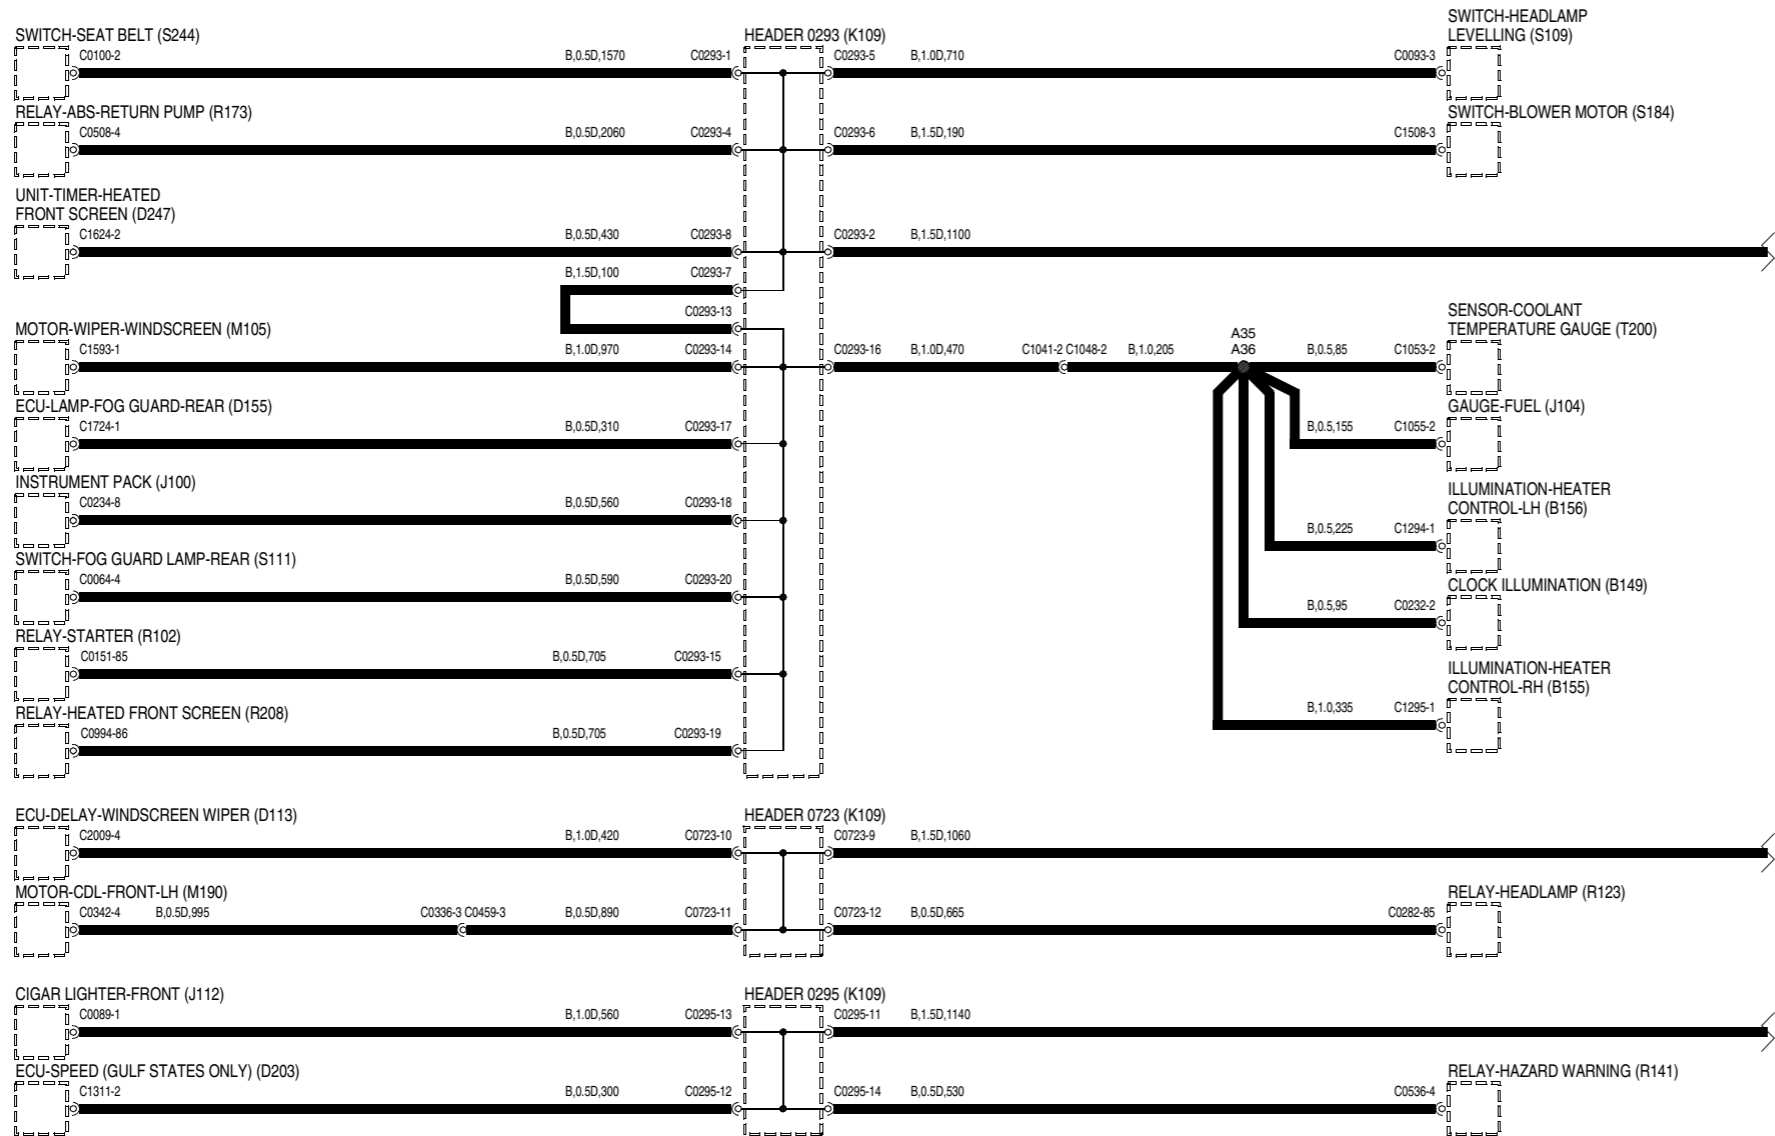 SWITCH-SEAT BELT (S244)
HEADER 0293 (K109)
SWITCH-HEADLAMP
LEVELLING (S109)
C0100-2 B,0.5D,1570 C0293-1 C0293-5 B,1.0D,710 C0093-3
RELAY-ABS-RETURN PUMP (R173)
SWITCH-BLOWER MOTOR (S184)
C0508-4 B,0.5D,2060 C0293-4 C0293-6 B,1.5D,190 C1508-3
UNIT-TIMER-HEATED
FRONT SCREEN (D247)
C1624-2 B,0.5D,430 C0293-8 C0293-2 B,1.5D,1100
B,1.5D,100 C0293-7
C0293-13
SENSOR-COOLANT
TEMPERATURE GAUGE (T200)
MOTOR-WIPER-WINDSCREEN (M105)
A35
C1593-1 B,1.0D,970 C0293-14 C0293-16 B,1.0D,470 C1041-2 C1048-2 B,1.0,205 A36 B,0.5,85 C1053-2
ECU-LAMP-FOG GUARD-REAR (D155)
GAUGE-FUEL (J104)
C1724-1 B,0.5D,310 C0293-17 B,0.5,155 C1055-2
INSTRUMENT PACK (J100)
ILLUMINATION-HEATER
CONTROL-LH (B156)
C0234-8 B,0.5D,560 C0293-18
B,0.5,225 C1294-1
SWITCH-FOG GUARD LAMP-REAR (S111)
C0064-4 B,0.5D,590 C0293-20
CLOCK ILLUMINATION (B149)
B,0.5,95 C0232-2
RELAY-STARTER (R102)
C0151-85 B,0.5D,705 C0293-15
ILLUMINATION-HEATER
CONTROL-RH (B155)
B,1.0,335 C1295-1
RELAY-HEATED FRONT SCREEN (R208)
C0994-86 B,0.5D,705 C0293-19
ECU-DELAY-WINDSCREEN WIPER (D113)
HEADER 0723 (K109)
C2009-4 B,1.0D,420 C0723-10 C0723-9 B,1.5D,1060
MOTOR-CDL-FRONT-LH (M190)
RELAY-HEADLAMP (R123)
C0342-4 B,0.5D,995 C0336-3 C0459-3 B,0.5D,890 C0723-11 C0723-12 B,0.5D,665 C0282-85
CIGAR LIGHTER-FRONT (J112)
HEADER 0295 (K109)
C0089-1 B,1.0D,560 C0295-13 C0295-11 B,1.5D,1140
ECU-SPEED (GULF STATES ONLY) (D203)
RELAY-HAZARD WARNING (R141)
C1311-2 B,0.5D,300 C0295-12 C0295-14 B,0.5D,530 C0536-4